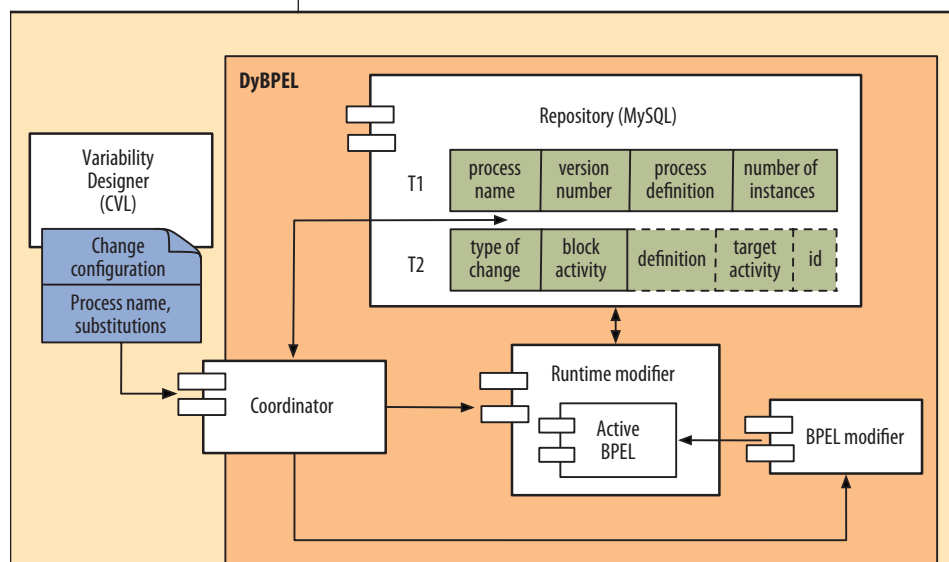 DyBPEL
Repository (MySQL)
Variability
Designer
(CVL)
T1
process
name
version
number
process
definition
number of
instances
Change
configuration
Process name,
substitutions
T2
type of
change
block
activity
definition
target
activity
id
Coordinator
Runtime modifier
Active
BPEL
BPEL modifier